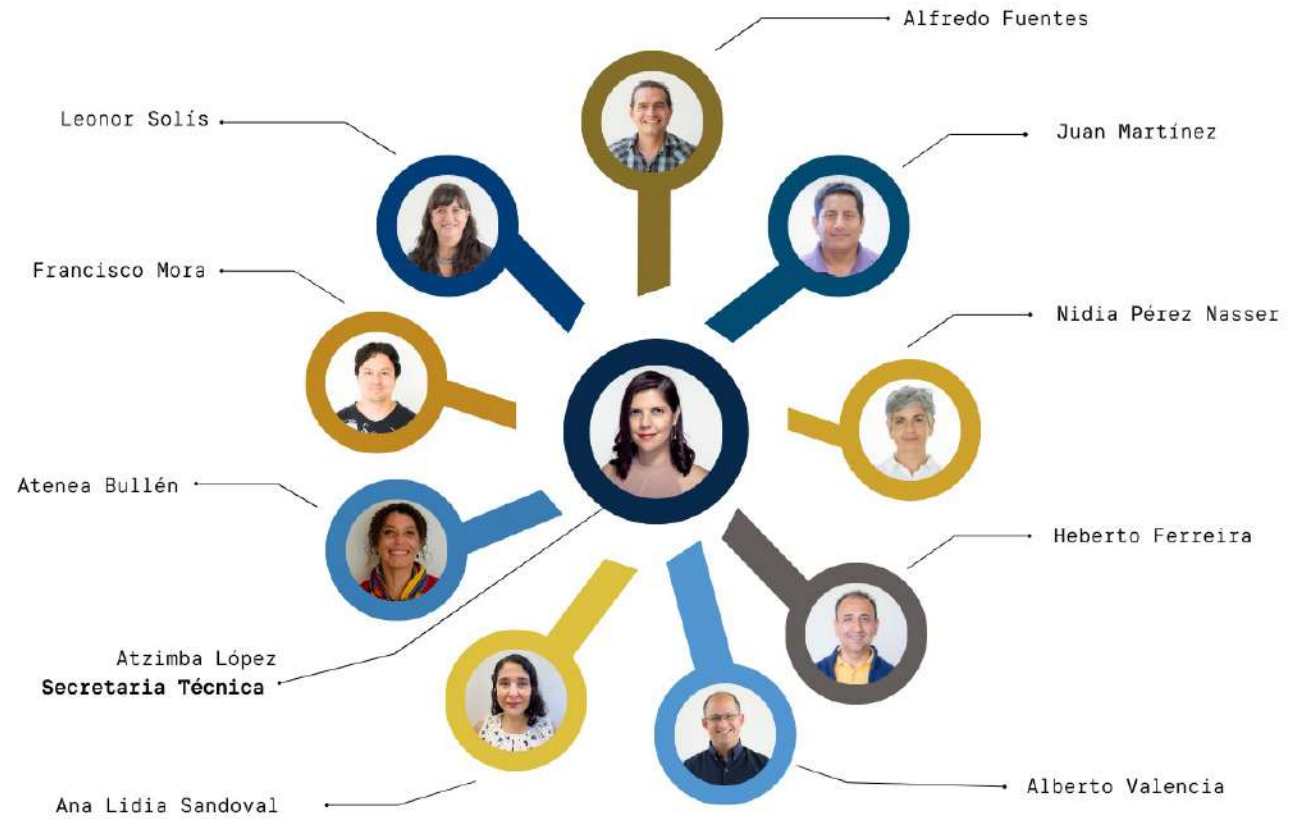 Alfredo Fuentes
Leonor Solís
Juan Martínez
Francisco Mora
Nidia Pérez Nasser
Atenea Bullén
Heberto Ferreira
Atzimba López
Secretaria Técnica
Alberto Valencia
Ana Lidia Sandoval